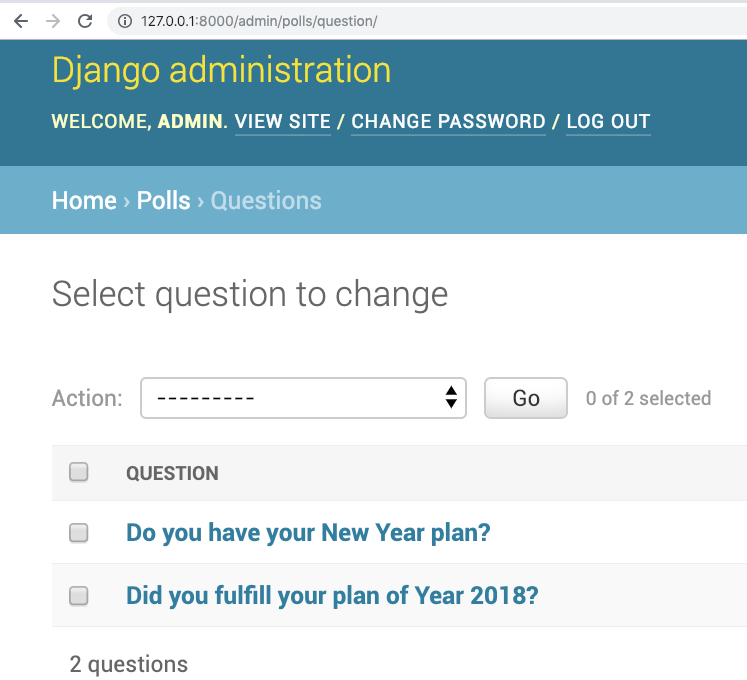 127.0.0.1:8000/admin/polls/question/
Django administration
WELCOME, ADMIN. VIEW SITE / CHANGE PASSWORD / LOG OUT
Home › Polls › Questions
Select question to change
Action: --------- Go 0 of 2 selected
QUESTION
Do you have your New Year plan?
Did you fulfill your plan of Year 2018?
2 questions